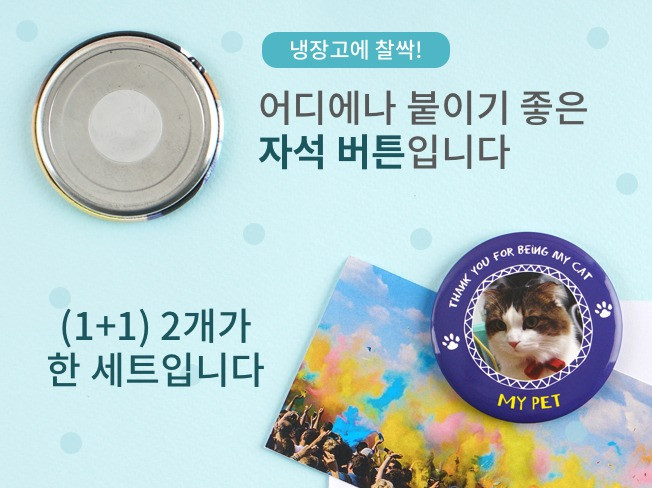 냉장고에 찰싹!
어디에나 붙이기 좋은
자석 버튼입니다
(1+1) 2개가
한 세트입니다
THANK YOU FOR BEING MY CAT
MY PET